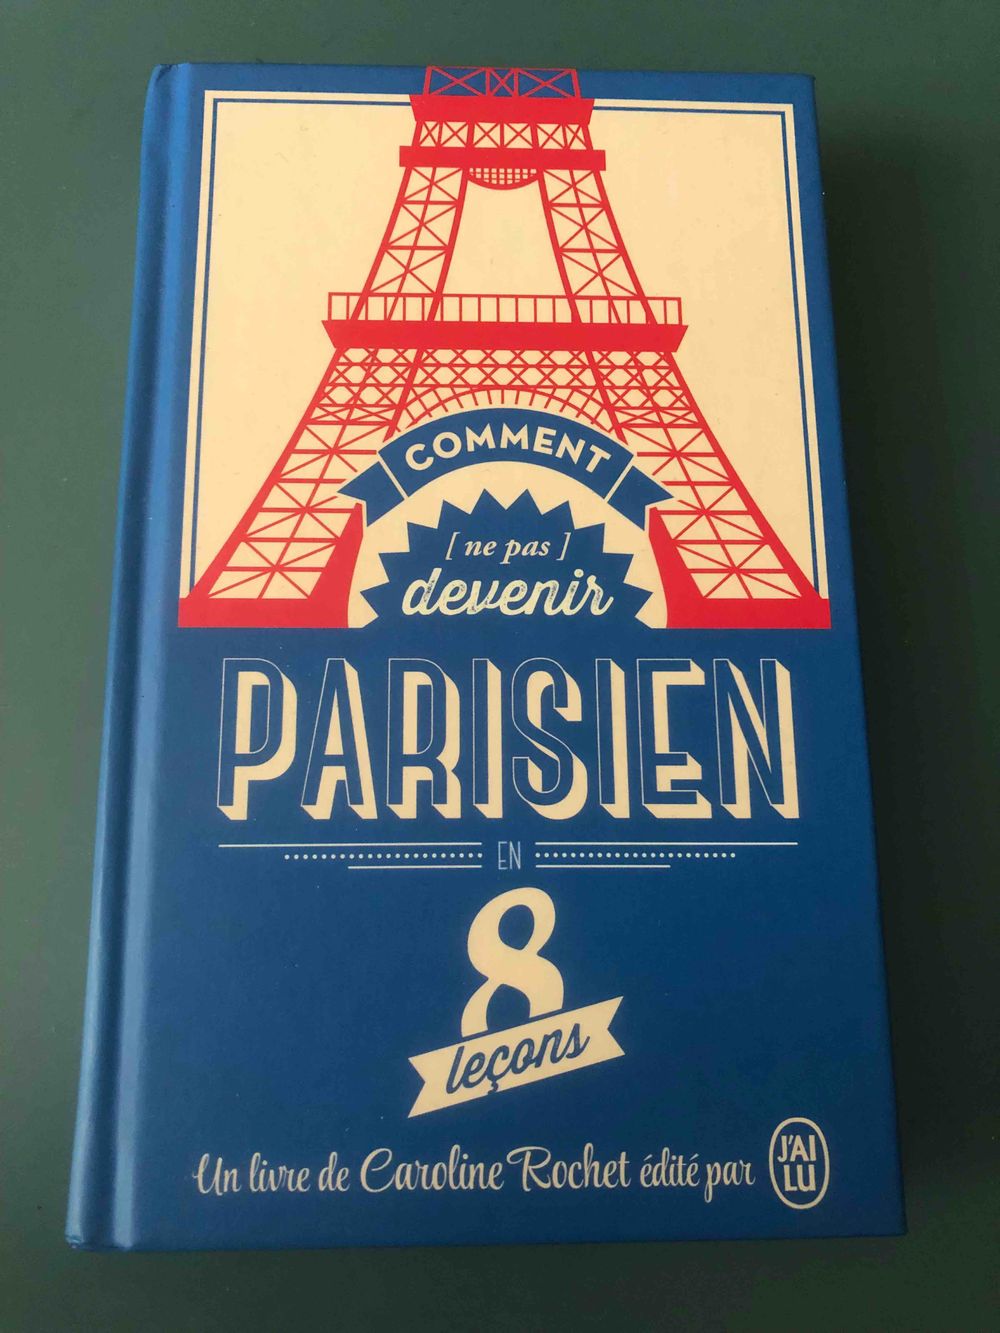 COMMENT
[ ne pas ]
devenir
PARISIEN
EN
8
leçons
Un livre de Caroline Rochet édité par J'AI LU